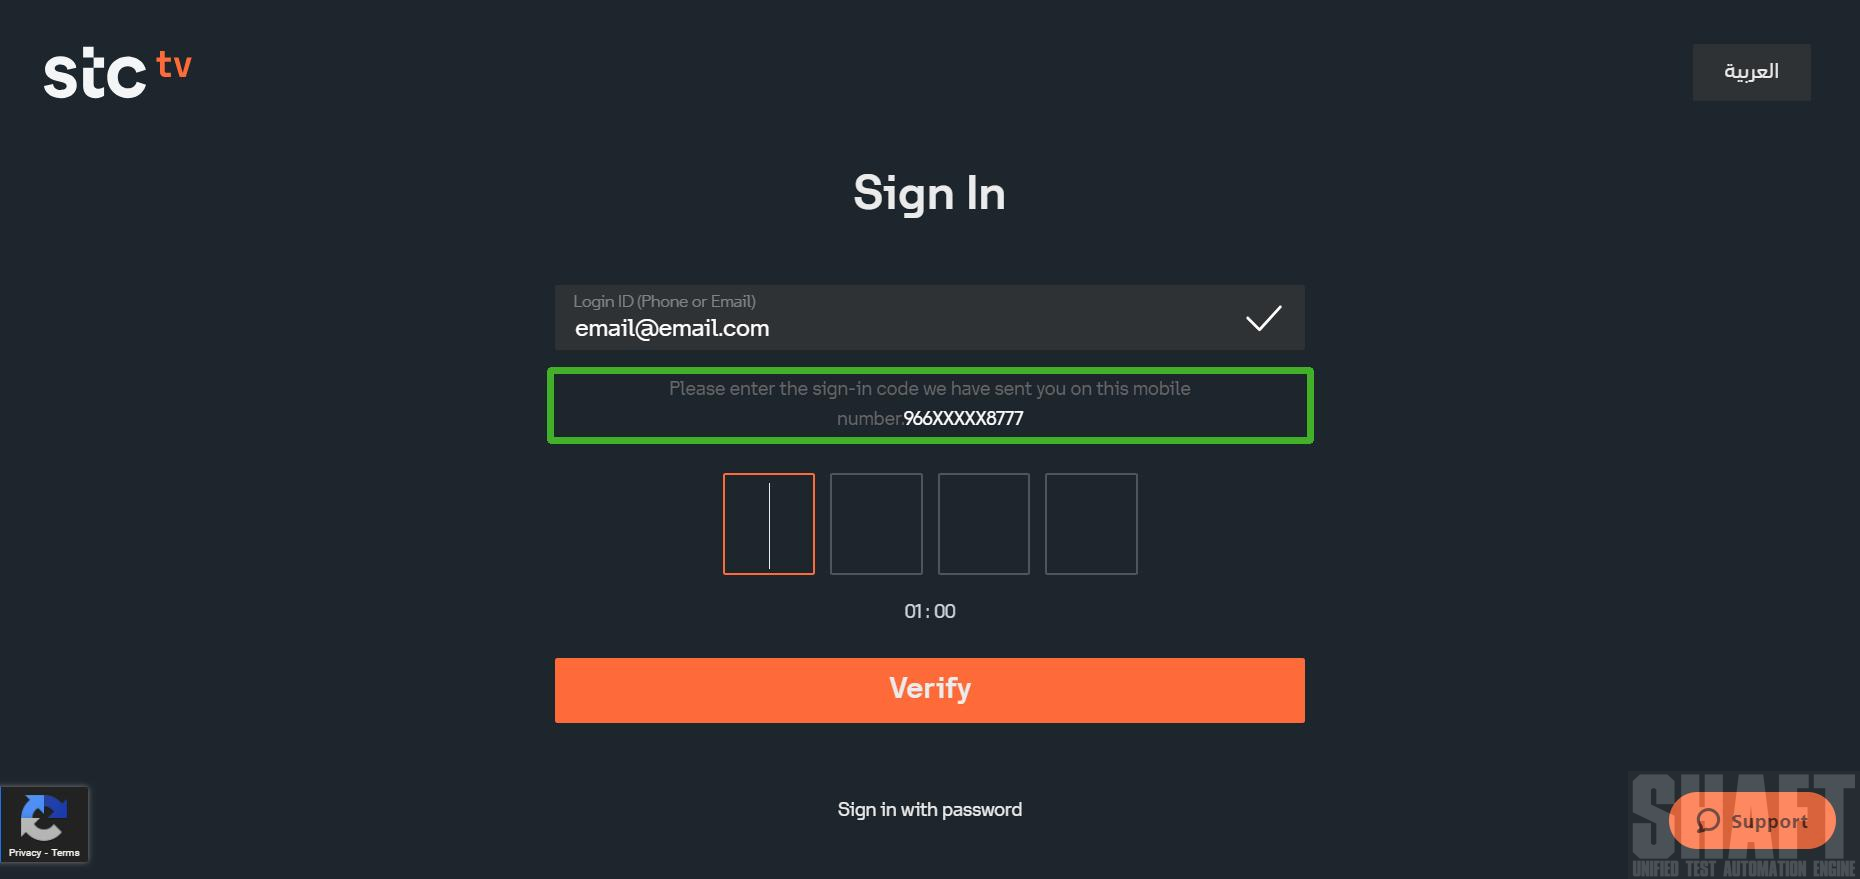 stc tv
العربية
Sign In
Login ID (Phone or Email)
email@email.com
Please enter the sign-in code we have sent you on this mobile
number.966XXXXX8777
01 : 00
Verify
Sign in with password
Privacy - Terms
SHAFT
Support
UNIFIED TEST AUTOMATION ENGINE